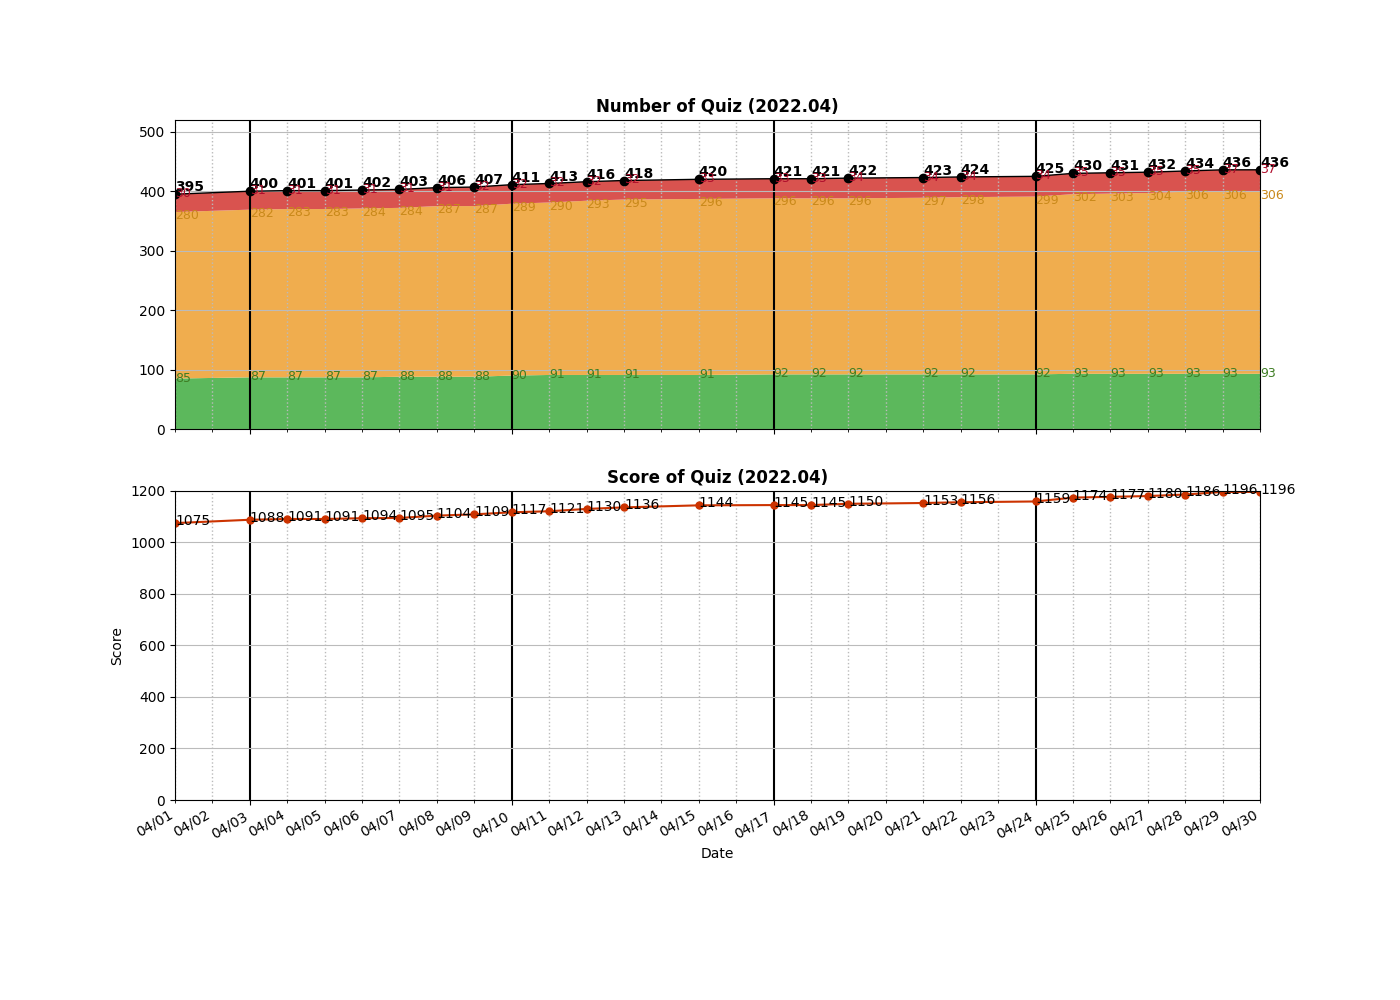 Number of Quiz (2022.04)
500
400
300
200
100
0
395 400 401 401 402 403 406 407 411 413 416 418 420 421 421 422 423 424 425 430 431 432 434 436 436
37
280 282 283 283 284 284 287 287 289 290 293 295 296 296 296 296 297 298 299 302 303 304 306 306 306
85 87 87 87 87 88 88 88 90 91 91 91 91 92 92 92 92 92 92 93 93 93 93 93 93
Score of Quiz (2022.04)
1200
1000
800
600
400
200
0
Score
1075 1088 1091 1091 1094 1095 1104 1109 1117 1121 1130 1136 1144 1145 1145 1150 1153 1156 1159 1174 1177 1180 1186 1196 1196
04/01 04/02 04/03 04/04 04/05 04/06 04/07 04/08 04/09 04/10 04/11 04/12 04/13 04/14 04/15 04/16 04/17 04/18 04/19 04/20 04/21 04/22 04/23 04/24 04/25 04/26 04/27 04/28 04/29 04/30
Date